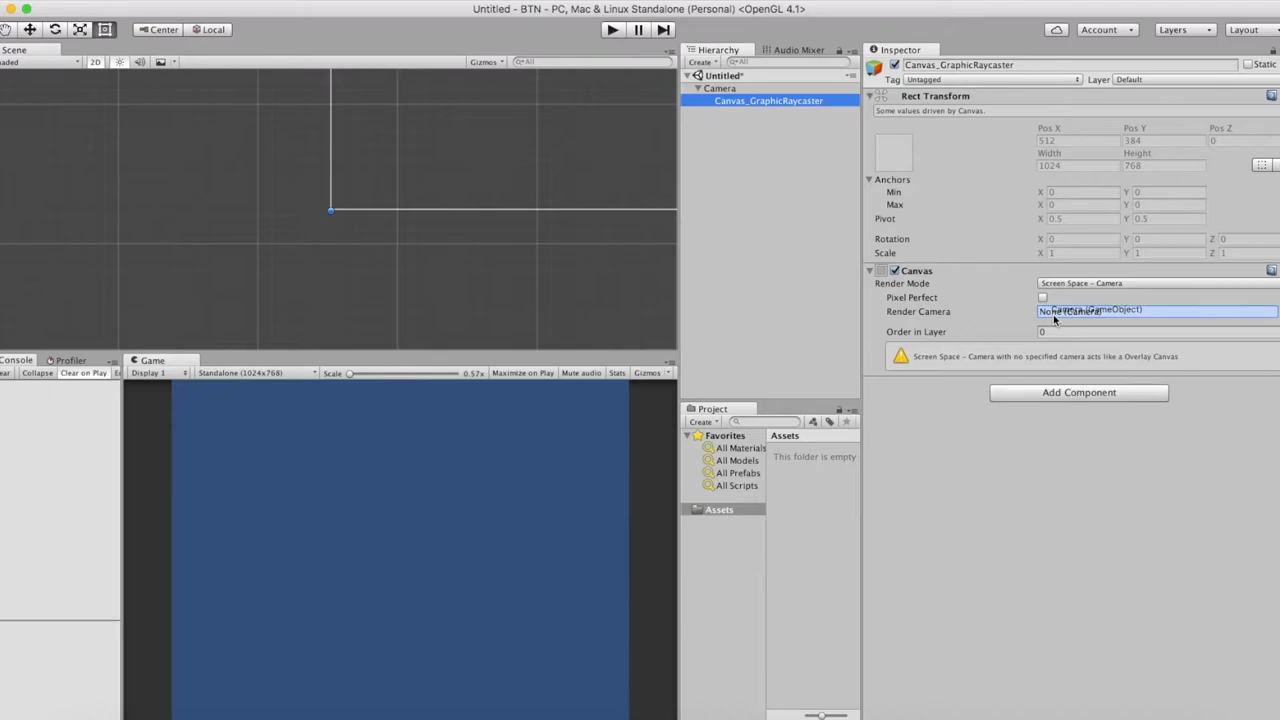 Untitled - BTN - PC, Mac & Linux Standalone (Personal) <OpenGL 4.1>
Center Local Account Layers Layout
Scene
aded 2D Gizmos All
Hierarchy Audio Mixer
Create All
Untitled*
Camera
Canvas_GraphicRaycaster
Inspector
Canvas_GraphicRaycaster Static
Tag Untagged Layer Default
Rect Transform
Some values driven by Canvas.
Pos X Pos Y Pos Z
512 384 0
Width Height
1024 768
Anchors
Min X 0 Y 0
Max X 0 Y 0
Pivot X 0.5 Y 0.5
Rotation X 0 Y 0 Z 0
Scale X 1 Y 1 Z 1
Canvas
Render Mode Screen Space - Camera
Pixel Perfect
Render Camera None (Camera) Camera (GameObject)
Order in Layer 0
Screen Space - Camera with no specified camera acts like a Overlay Canvas
Add Component
Console Profiler
ear Collapse Clear on Play E
Game
Display 1 Standalone (1024x768) Scale 0.57x Maximize on Play Mute audio Stats Gizmos
Project
Create
Favorites
All Materials
All Models
All Prefabs
All Scripts
Assets
Assets
This folder is empty